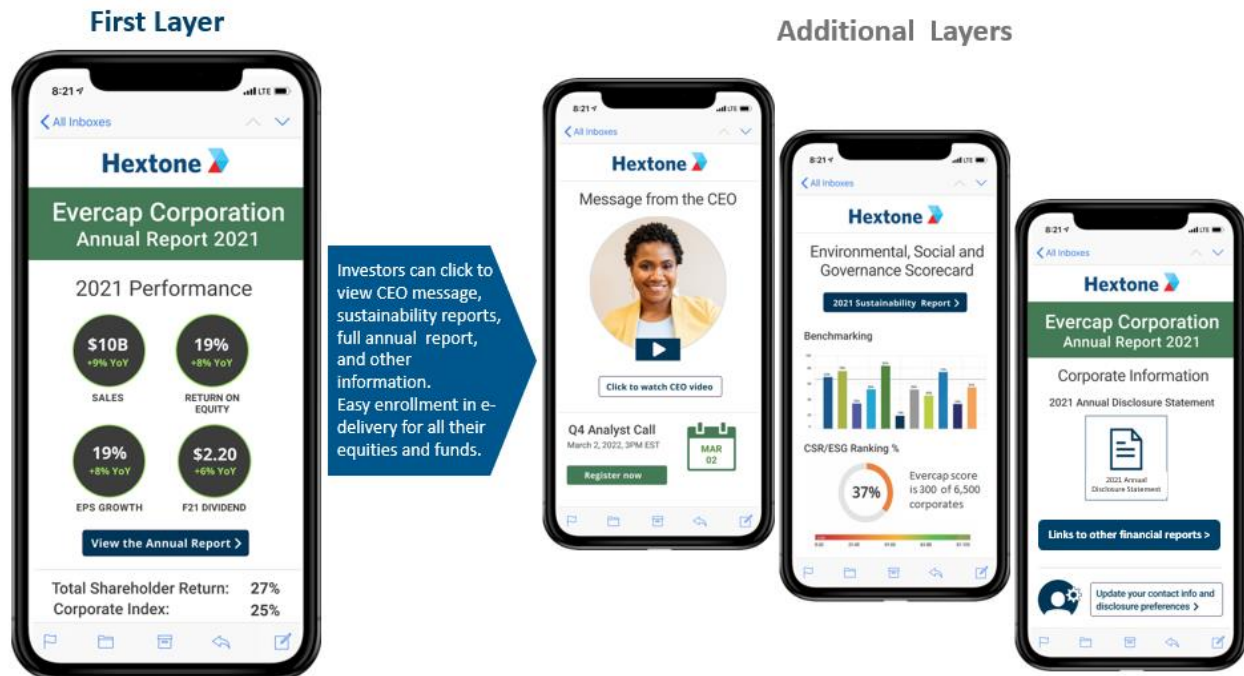 First Layer
Additional Layers
8:21
LTE
All Inboxes
Hextone
Evercap Corporation
Annual Report 2021
2021 Performance
$10B
+9% YoY
SALES
19%
+8% YoY
RETURN ON
EQUITY
19%
+8% YoY
EPS GROWTH
$2.20
+6% YoY
F21 DIVIDEND
View the Annual Report >
Total Shareholder Return: 27%
Corporate Index: 25%
Investors can click to
view CEO message,
sustainability reports,
full annual report,
and other
information.
Easy enrollment in e-
delivery for all their
equities and funds.
8:21
LTE
All Inboxes
Hextone
Message from the CEO
Click to watch CEO video
Q4 Analyst Call
March 2, 2022, 3PM EST
Register now
MAR
02
8:21
LTE
All Inboxes
Hextone
Environmental, Social and
Governance Scorecard
2021 Sustainability Report >
Benchmarking
CSR/ESG Ranking %
37%
Evercap score
is 300 of 6,500
corporates
8:21
LTE
All Inboxes
Hextone
Evercap Corporation
Annual Report 2021
Corporate Information
2021 Annual Disclosure Statement
2021 Annual
Disclosure Statement
Links to other financial reports >
Update your contact info and
disclosure preferences >